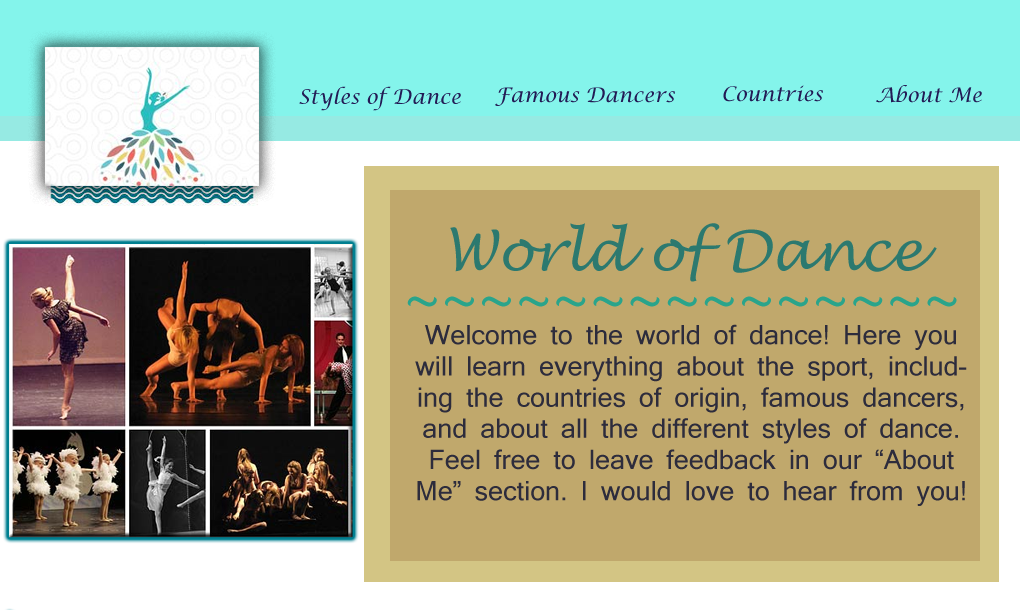 Styles of Dance
Famous Dancers
Countries
About Me
World of Dance
~~~~~~~~~~~~~~~
Welcome to the world of dance! Here you
will learn everything about the sport, includ-
ing the countries of origin, famous dancers,
and about all the different styles of dance.
Feel free to leave feedback in our “About
Me” section. I would love to hear from you!